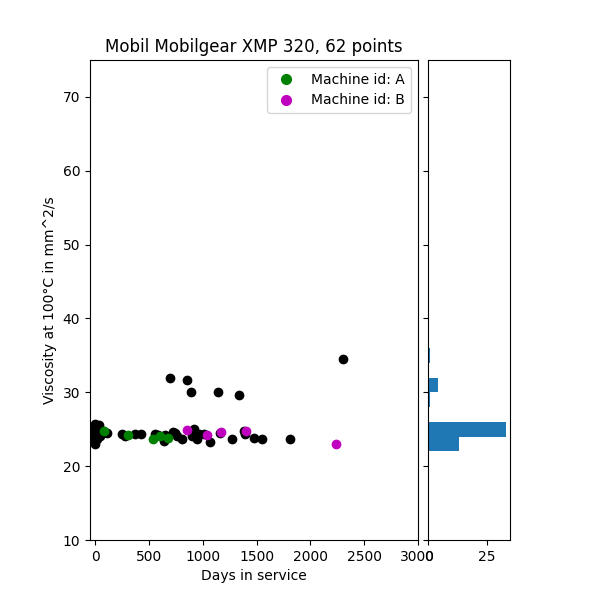 Mobil Mobilgear XMP 320, 62 points
Machine id: A
Machine id: B
Viscosity at 100°C in mm^2/s
70
60
50
40
30
20
10
0 500 1000 1500 2000 2500 3000
0 25
Days in service